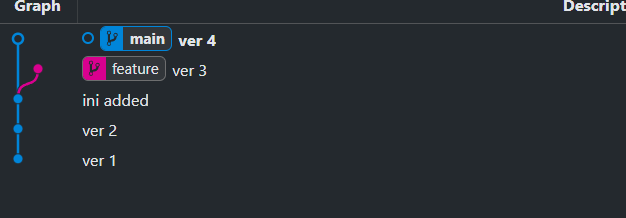 Graph Descript
main ver 4
feature ver 3
ini added
ver 2
ver 1